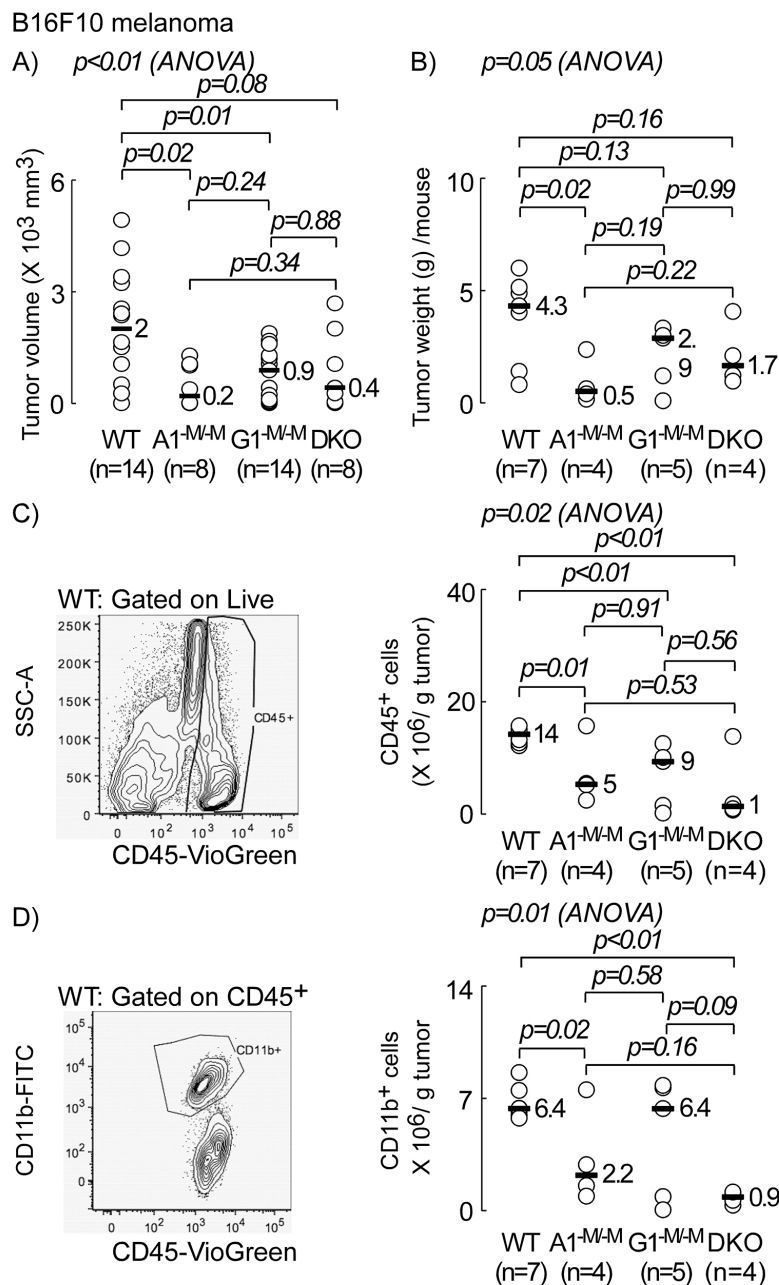 B16F10 melanoma
A) p<0.01 (ANOVA)
p=0.08
p=0.01
p=0.02
p=0.24
p=0.88
p=0.34
Tumor volume (X 10³ mm³)
6
3
0
2
0.2
0.9
0.4
WT A1-M/-M G1-M/-M DKO
(n=14) (n=8) (n=14) (n=8)
B) p=0.05 (ANOVA)
p=0.16
p=0.13
p=0.02
p=0.99
p=0.19
p=0.22
Tumor weight (g) /mouse
10
5
0
4.3
0.5
2.
9
1.7
WT A1-M/-M G1-M/-M DKO
(n=7) (n=4) (n=5) (n=4)
C)
WT: Gated on Live
SSC-A
250K
200K
150K
100K
50K
0
CD45+
0 10² 10³ 10⁴ 10⁵
CD45-VioGreen
p=0.02 (ANOVA)
p<0.01
p<0.01
p=0.91
p=0.56
p=0.01
p=0.53
CD45⁺ cells
(X 10⁶/ g tumor)
40
20
0
14
5
9
1
WT A1-M/-M G1-M/-M DKO
(n=7) (n=4) (n=5) (n=4)
D)
WT: Gated on CD45+
CD11b-FITC
10⁵
10⁴
10³
10²
0
CD11b+
0 10² 10³ 10⁴ 10⁵
CD45-VioGreen
p=0.01 (ANOVA)
p<0.01
p=0.58
p=0.09
p=0.02
p=0.16
CD11b⁺ cells
X 10⁶/ g tumor
14
7
0
6.4
2.2
6.4
0.9
WT A1-M/-M G1-M/-M DKO
(n=7) (n=4) (n=5) (n=4)